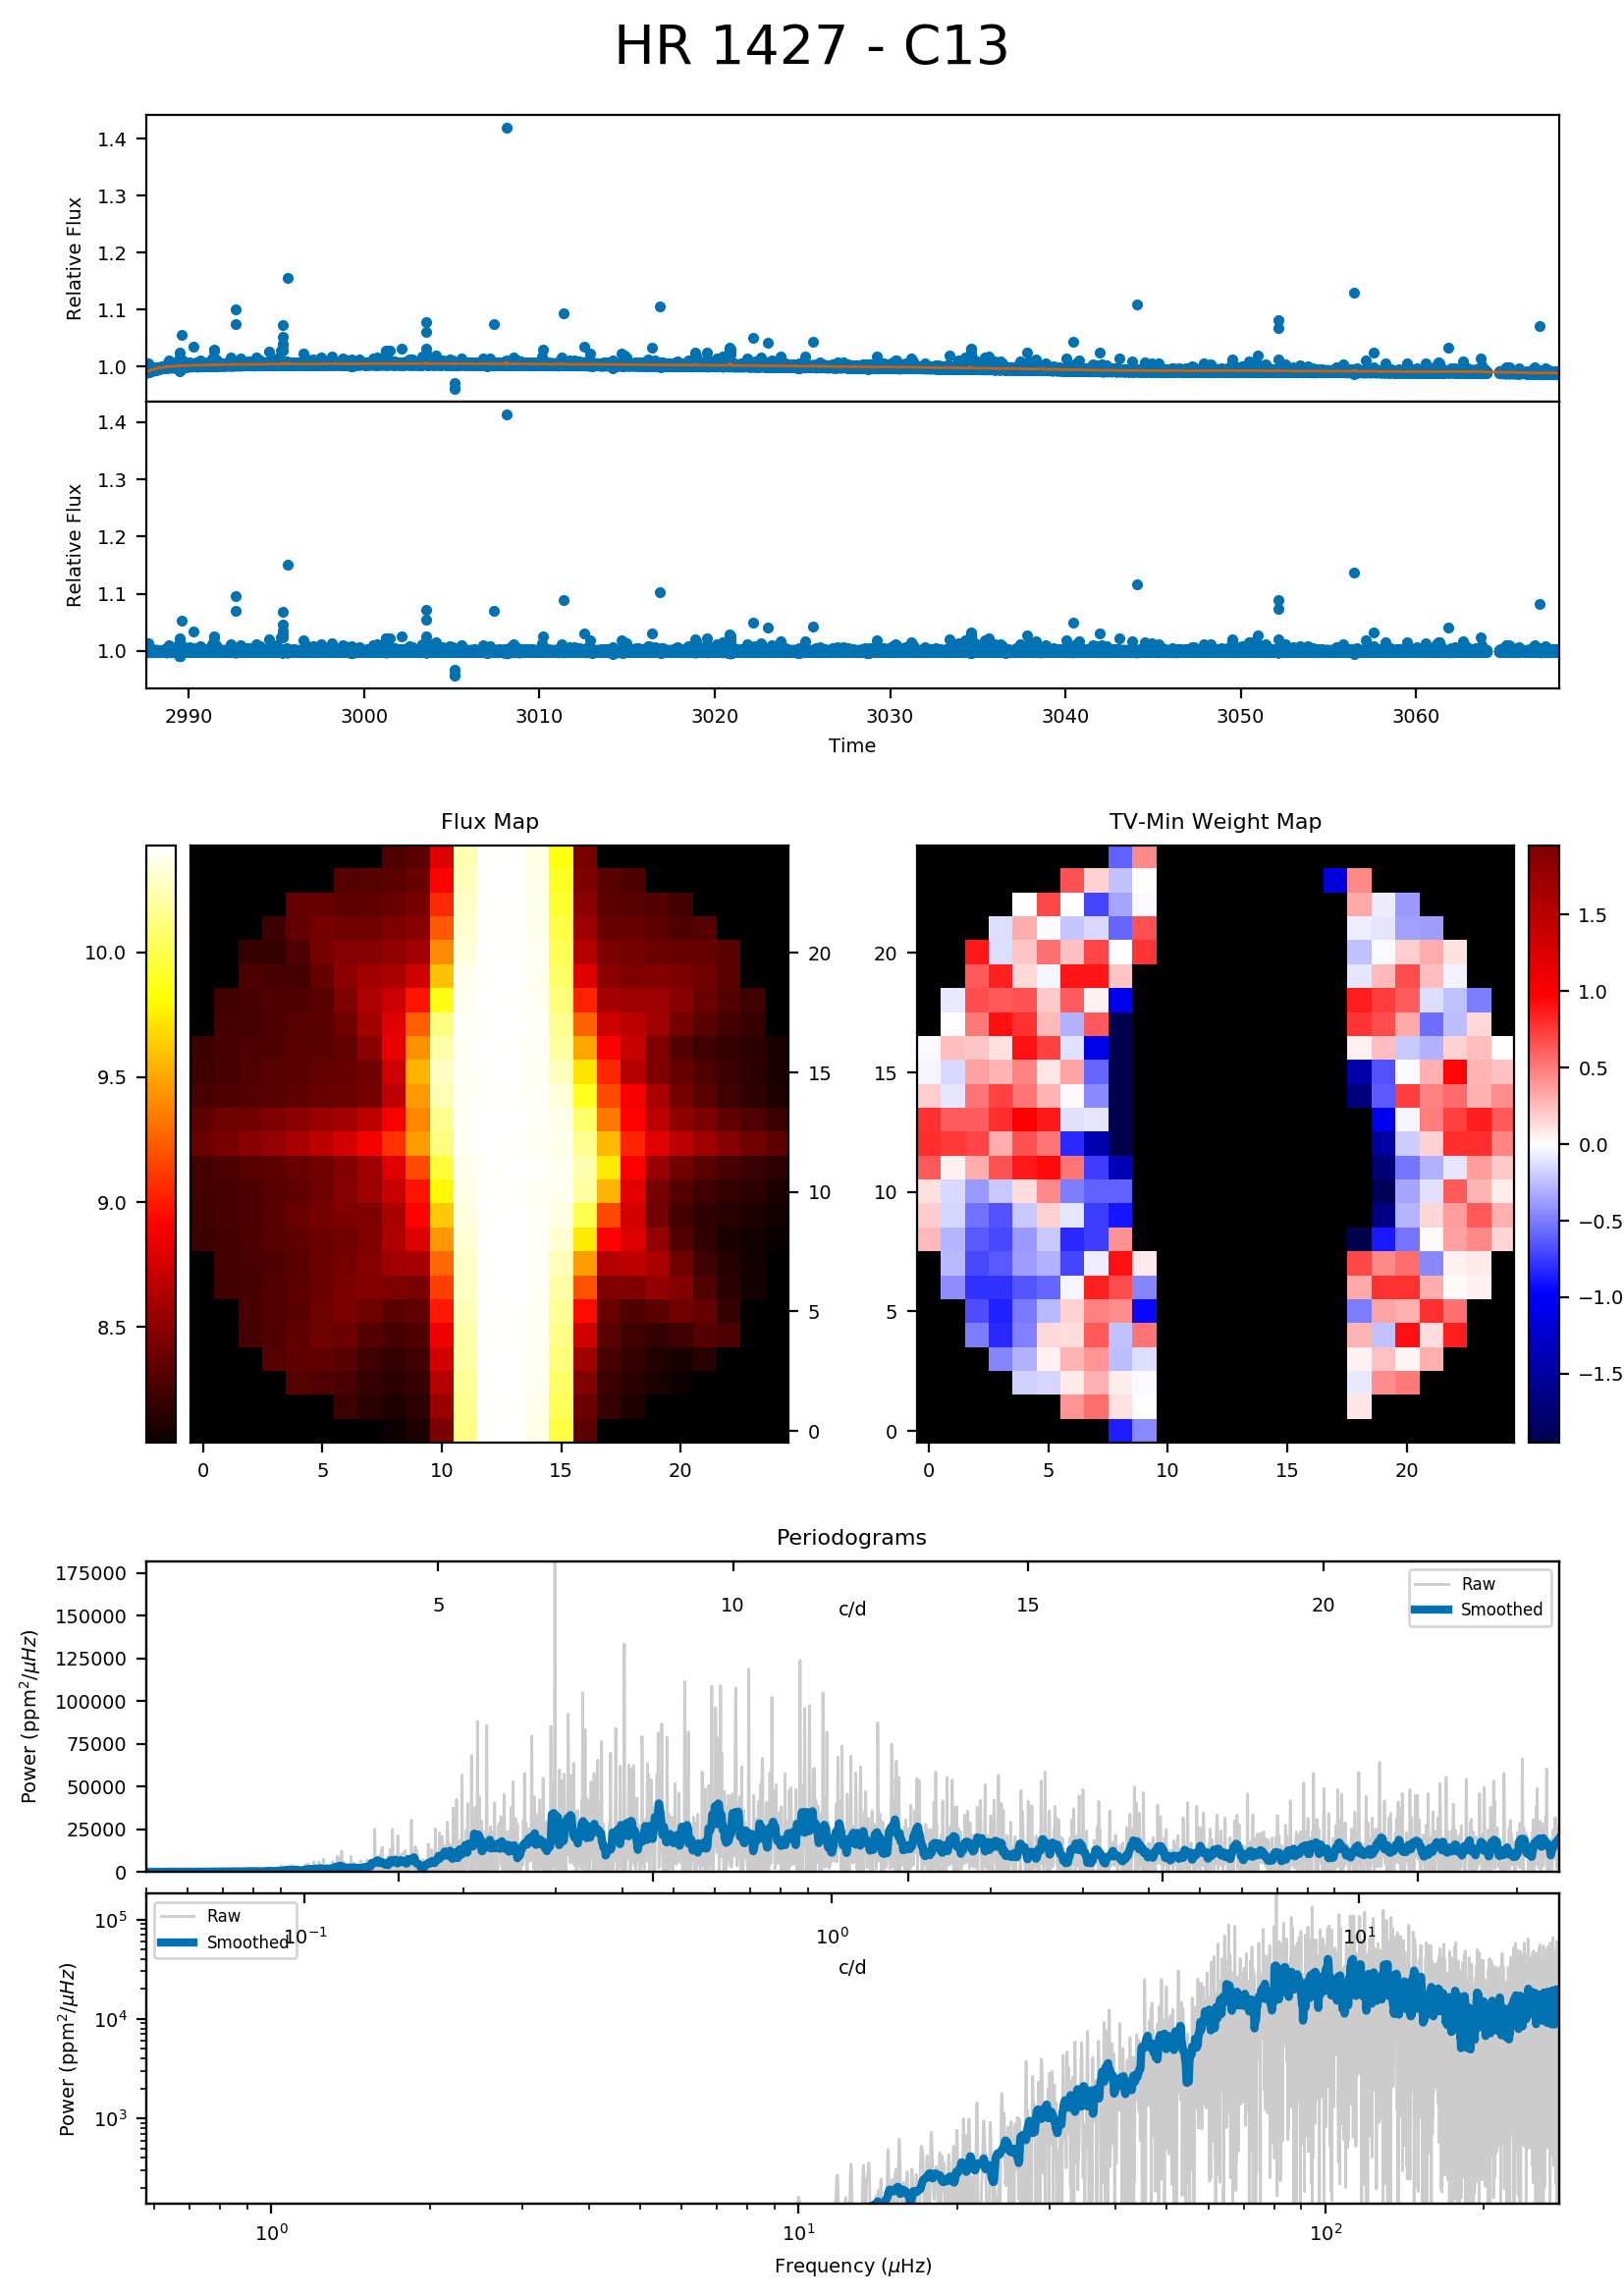 HR 1427 - C13
1.4
1.3
1.2
1.1
1.0
Relative Flux
1.4
1.3
1.2
1.1
1.0
Relative Flux
2990 3000 3010 3020 3030 3040 3050 3060
Time
Flux Map
TV-Min Weight Map
10.0
9.5
9.0
8.5
20
15
10
5
0
0 5 10 15 20
20
15
10
5
0
0 5 10 15 20
1.5
1.0
0.5
0.0
−0.5
−1.0
−1.5
Periodograms
175000
150000
125000
100000
75000
50000
25000
0
Power (ppm²/μHz)
5 10 15 20
c/d
Raw
Smoothed
10⁵
10⁴
10³
Power (ppm²/μHz)
Raw
Smoothed
10⁻¹ 10⁰ 10¹
c/d
10⁰ 10¹ 10²
Frequency (μHz)